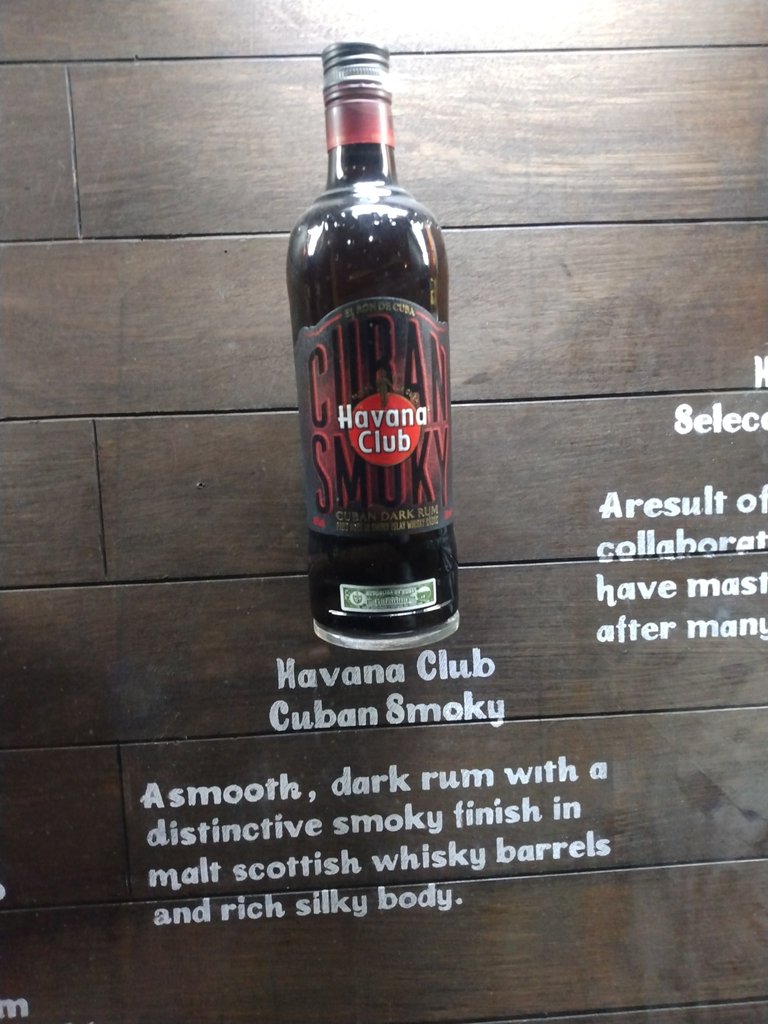 EL RON DE CUBA
CUBAN
Havana
Club
SMOKY
CUBAN DARK RUM
Havana Club
Cuban Smoky
A smooth, dark rum with a
distinctive smoky finish in
malt scottish whisky barrels
and rich silky body.
H
Selec
Aresult of
collaborat
have mast
after many
m